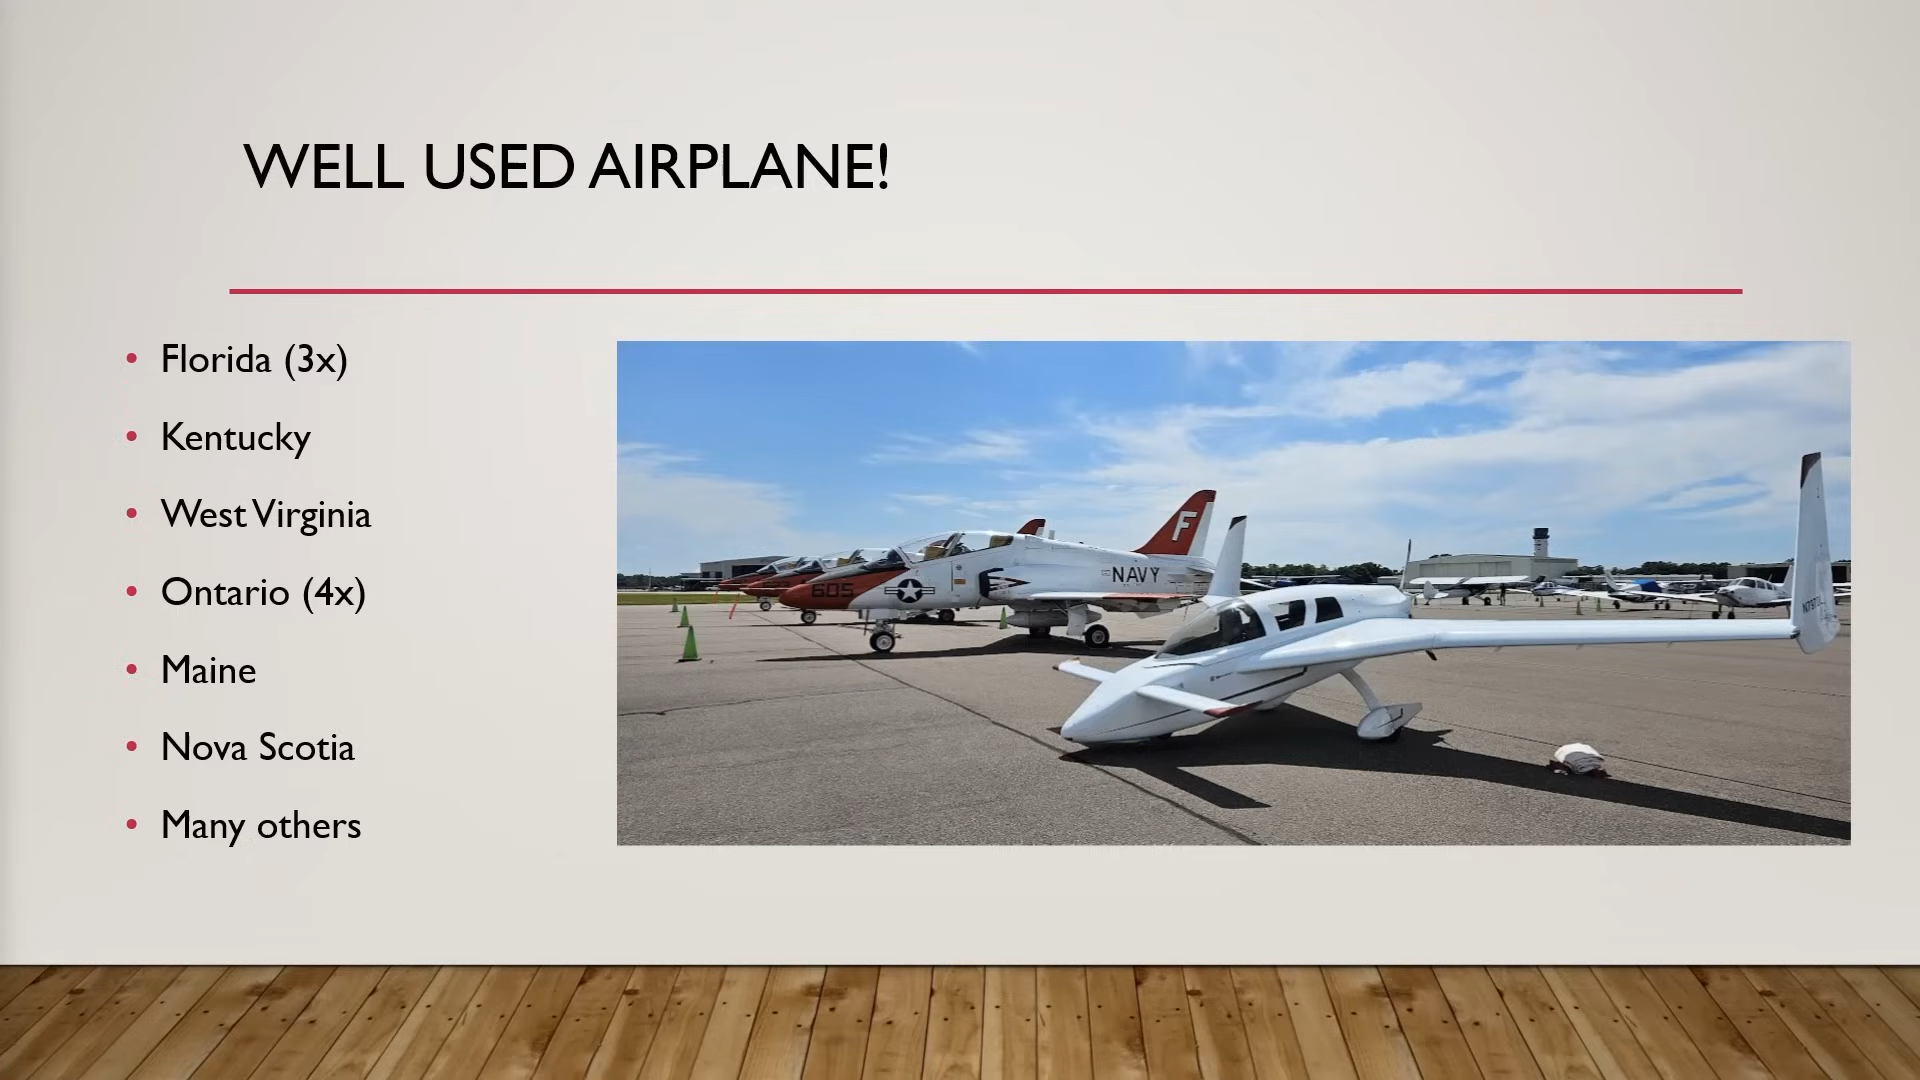 WELL USED AIRPLANE!
• Florida (3x)
• Kentucky
• West Virginia
• Ontario (4x)
• Maine
• Nova Scotia
• Many others
F
NAVY
605